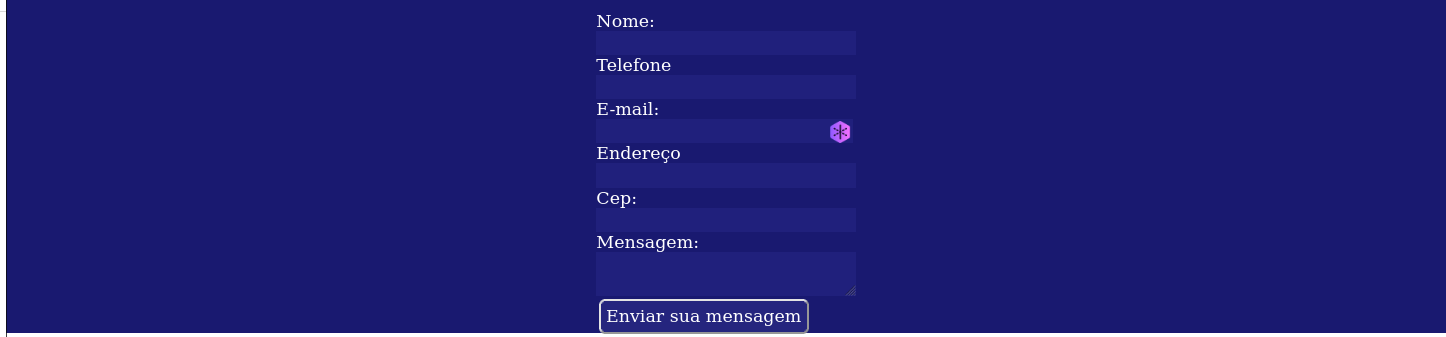 Nome:
Telefone
E-mail:
Endereço
Cep:
Mensagem:
Enviar sua mensagem